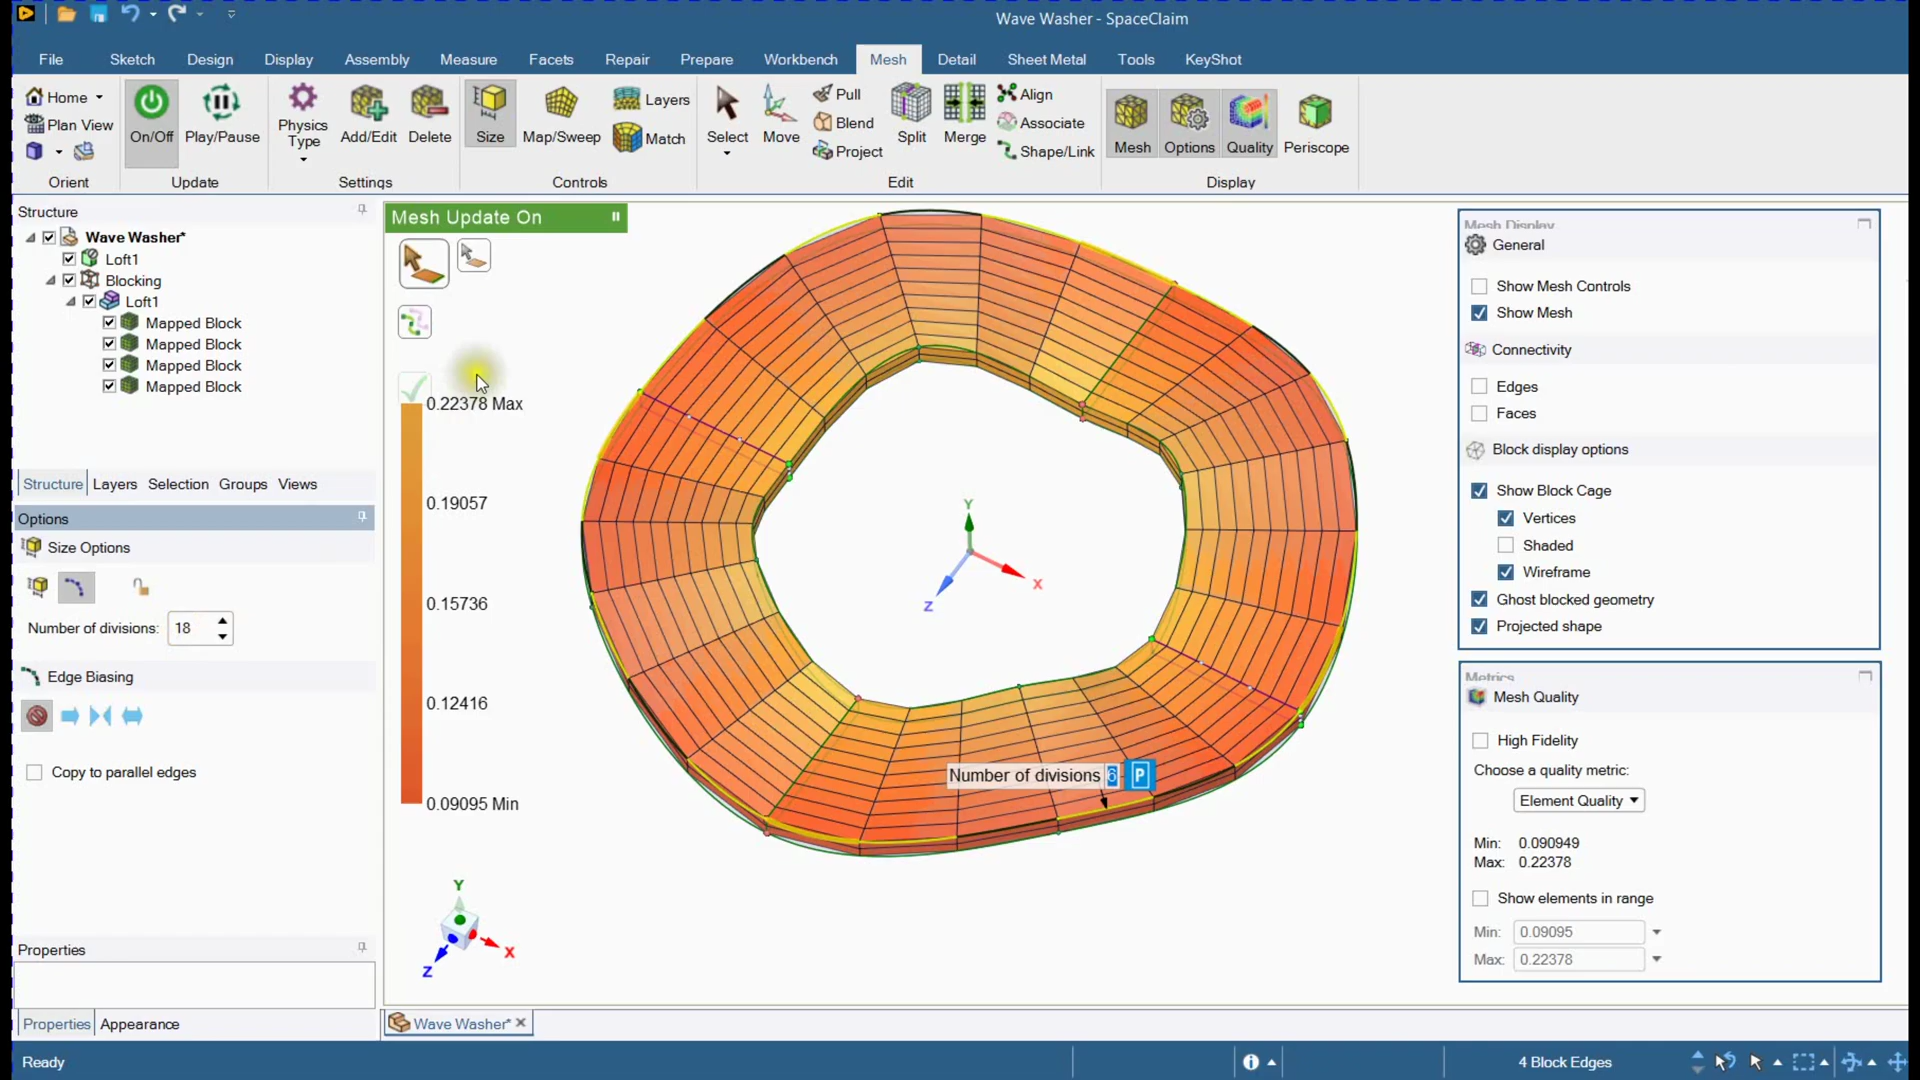 Wave Washer - SpaceClaim
File Sketch Design Display Assembly Measure Facets Repair Prepare Workbench Mesh Detail Sheet Metal Tools KeyShot
Home
Plan View
Orient
On/Off
Play/Pause
Update
Physics Type
Add/Edit
Delete
Settings
Size
Map/Sweep
Layers
Match
Controls
Select
Move
Pull
Blend
Project
Split
Merge
Align
Associate
Shape/Link
Edit
Mesh
Options
Quality
Periscope
Display
Structure
Wave Washer*
Loft1
Blocking
Loft1
Mapped Block
Mapped Block
Mapped Block
Mapped Block
Structure Layers Selection Groups Views
Options
Size Options
Number of divisions: 18
Edge Biasing
Copy to parallel edges
Properties
Properties Appearance
Mesh Update On
0.22378 Max
0.19057
0.15736
0.12416
0.09095 Min
Y
X
Z
Number of divisions 6 P
Y
X
Z
Wave Washer*
Mesh Display
General
Show Mesh Controls
Show Mesh
Connectivity
Edges
Faces
Block display options
Show Block Cage
Vertices
Shaded
Wireframe
Ghost blocked geometry
Projected shape
Metrics
Mesh Quality
High Fidelity
Choose a quality metric:
Element Quality
Min: 0.090949
Max: 0.22378
Show elements in range
Min: 0.09095
Max: 0.22378
Ready
4 Block Edges